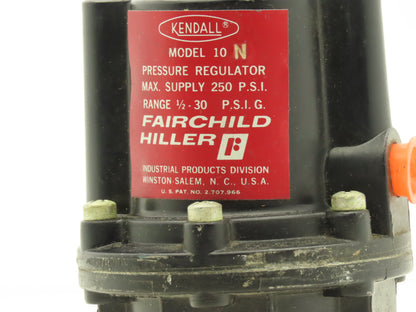 KENDALL®
MODEL 10 N
PRESSURE REGULATOR
MAX. SUPPLY 250 P.S.I.
RANGE ½-30 P.S.I.G.
FAIRCHILD
HILLER
INDUSTRIAL PRODUCTS DIVISION
WINSTON SALEM, N. C., U.S.A.
U.S. PAT. NO. 2,707,966